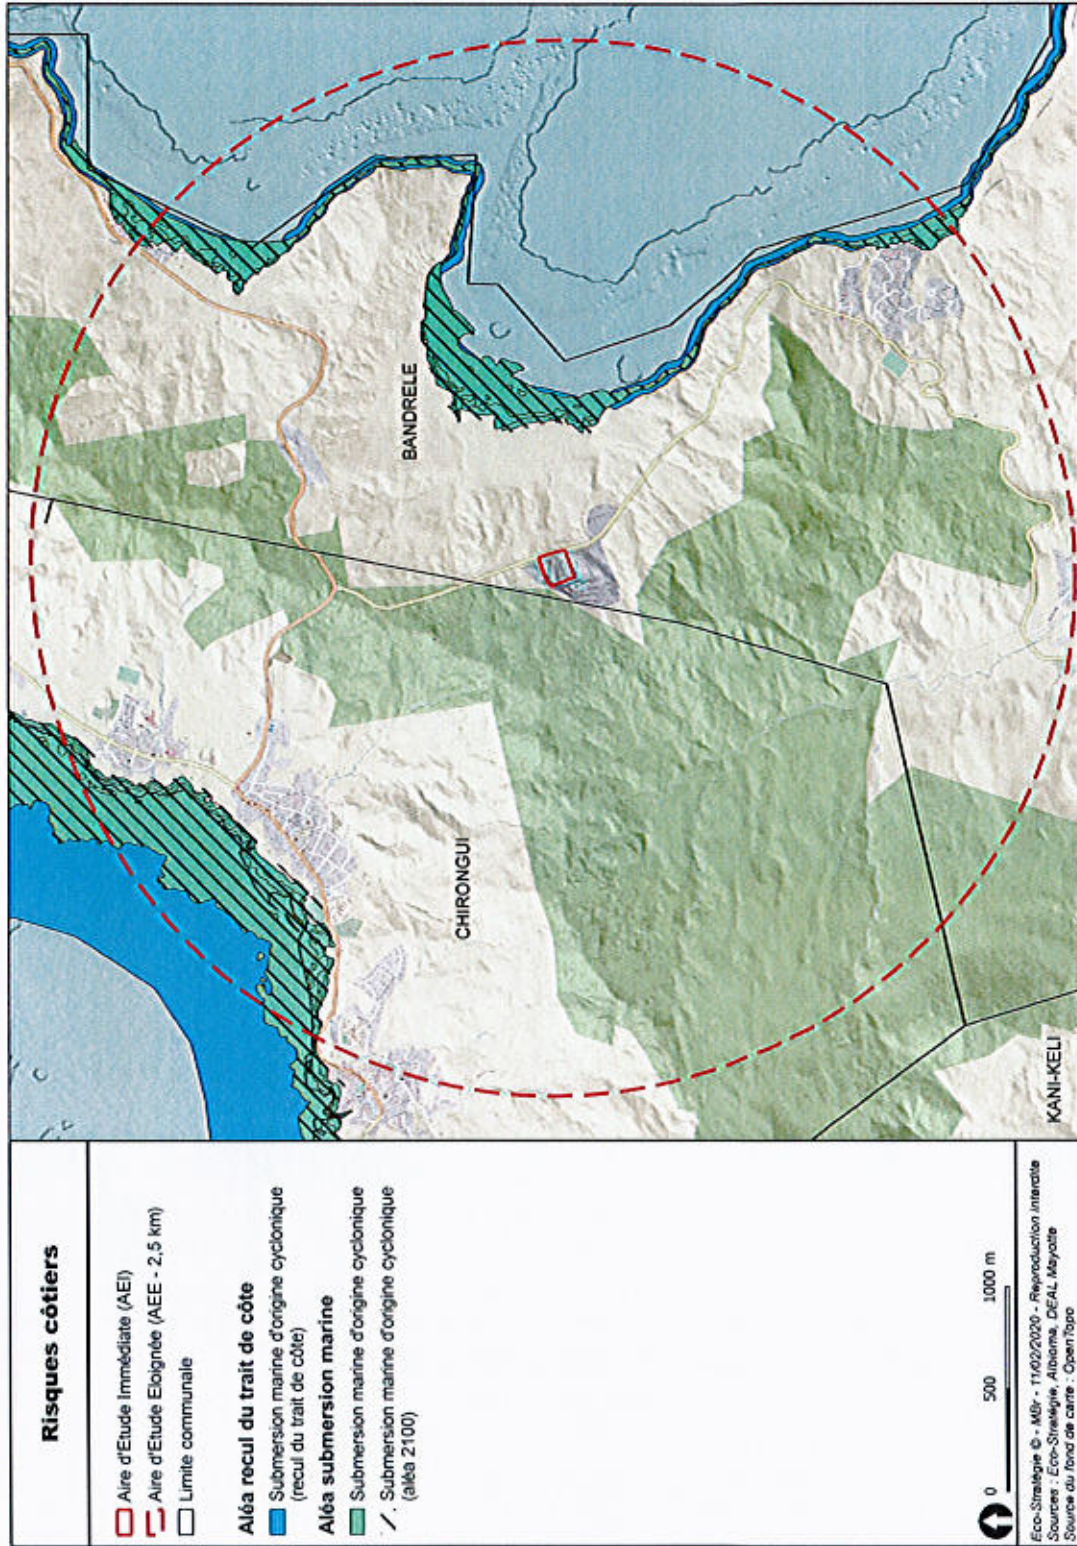 Risques côtiers
Aire d'Etude Immédiate (AEI)
Aire d'Etude Eloignée (AEE - 2,5 km)
Limite communale
Aléa recul du trait de côte
Submersion marine d'origine cyclonique
(recul du trait de côte)
Aléa submersion marine
Submersion marine d'origine cyclonique
Submersion marine d'origine cyclonique
(aléa 2100)
0 500 1000 m
Eco-Stratégie © - MBr - 11/02/2020 - Reproduction interdite
Sources : Eco-Stratégie, Albioma, DEAL Mayotte
Source du fond de carte : OpenTopo
BANDRELE
CHIRONGUI
KANI-KELI